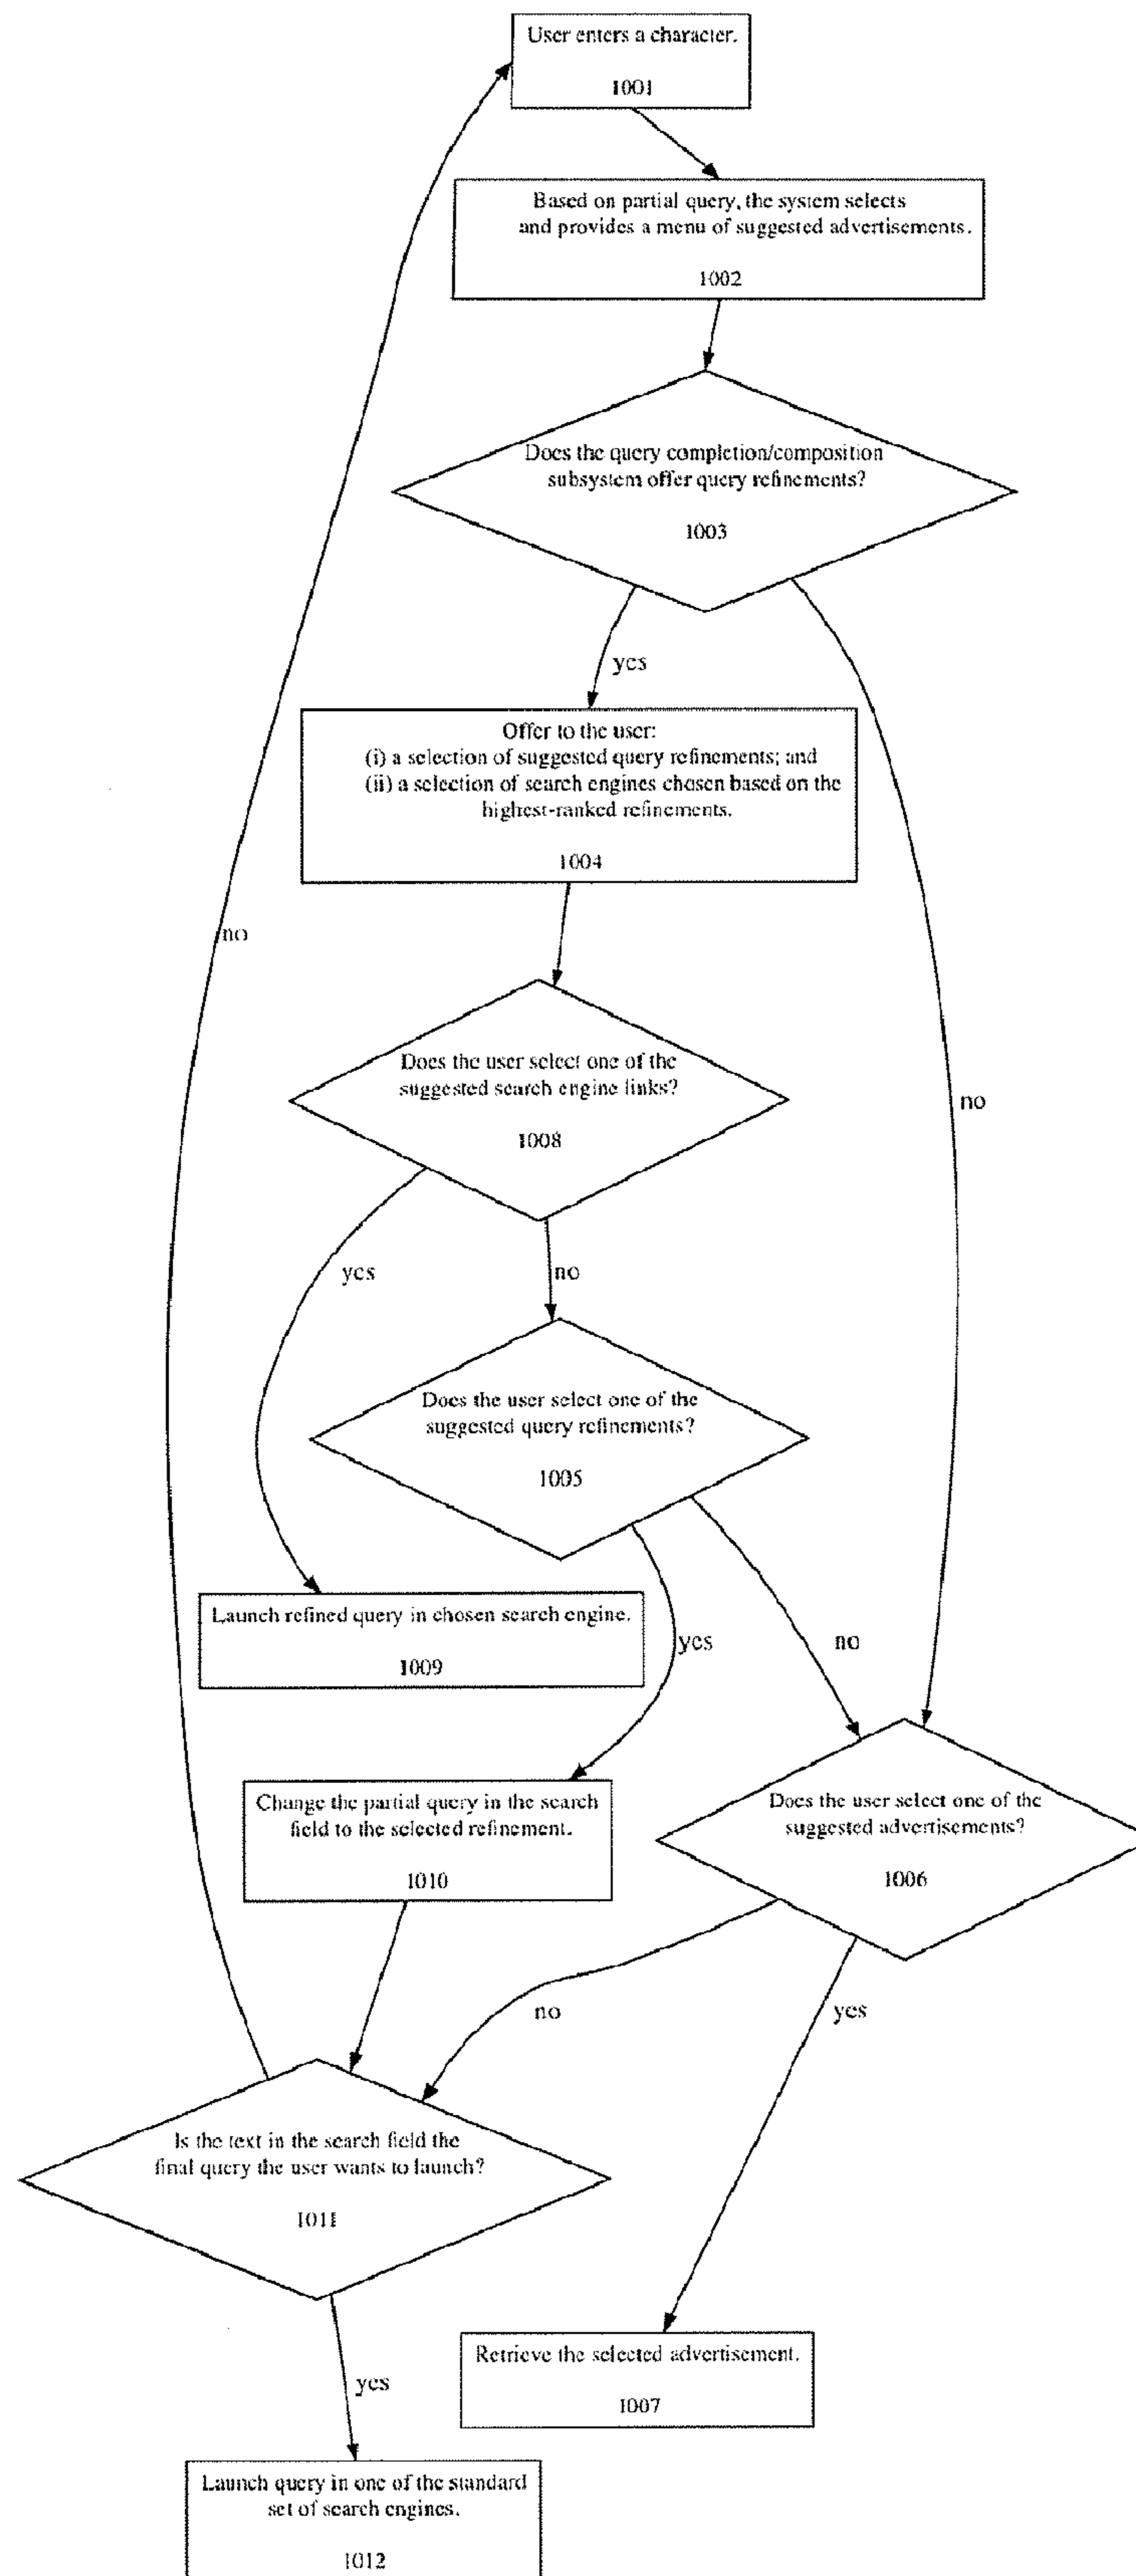 User enters a character.
1001
Based on partial query, the system selects
and provides a menu of suggested advertisements.
1002
Does the query completion/composition
subsystem offer query refinements?
1003
yes
no
Offer to the user:
(i) a selection of suggested query refinements; and
(ii) a selection of search engines chosen based on the
highest-ranked refinements.
1004
no
Does the user select one of the
suggested search engine links?
1008
yes
no
Does the user select one of the
suggested query refinements?
1005
yes
no
Launch refined query in chosen search engine.
1009
Change the partial query in the search
field to the selected refinement.
1010
Does the user select one of the
suggested advertisements?
1006
no
yes
Is the text in the search field the
final query the user wants to launch?
1011
yes
Retrieve the selected advertisement.
1007
Launch query in one of the standard
set of search engines.
1012